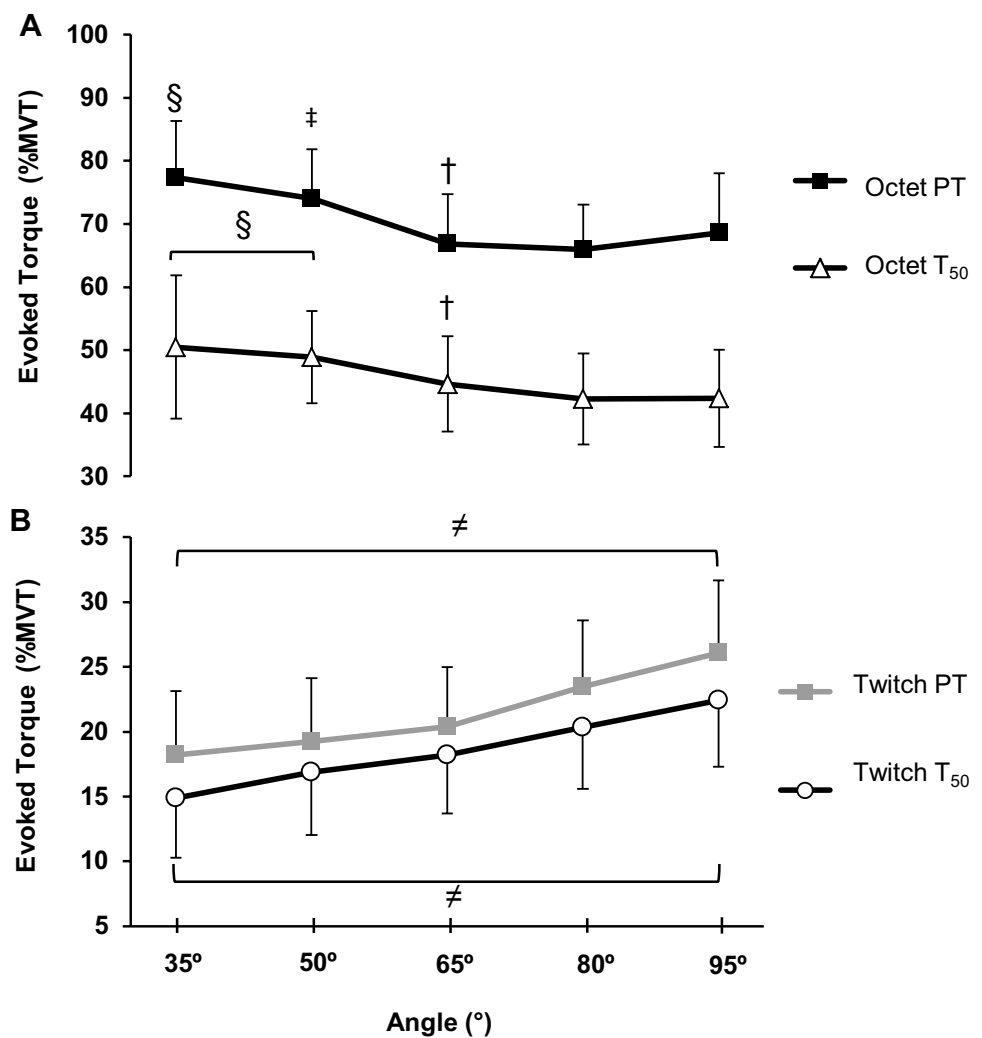 A
Evoked Torque (%MVT)
100
90
80
70
60
50
40
30
§
‡
†
§
†
Octet PT
Octet T₅₀
B
Evoked Torque (%MVT)
35
30
25
20
15
10
5
≠
≠
Twitch PT
Twitch T₅₀
35º
50º
65º
80º
95º
Angle (°)